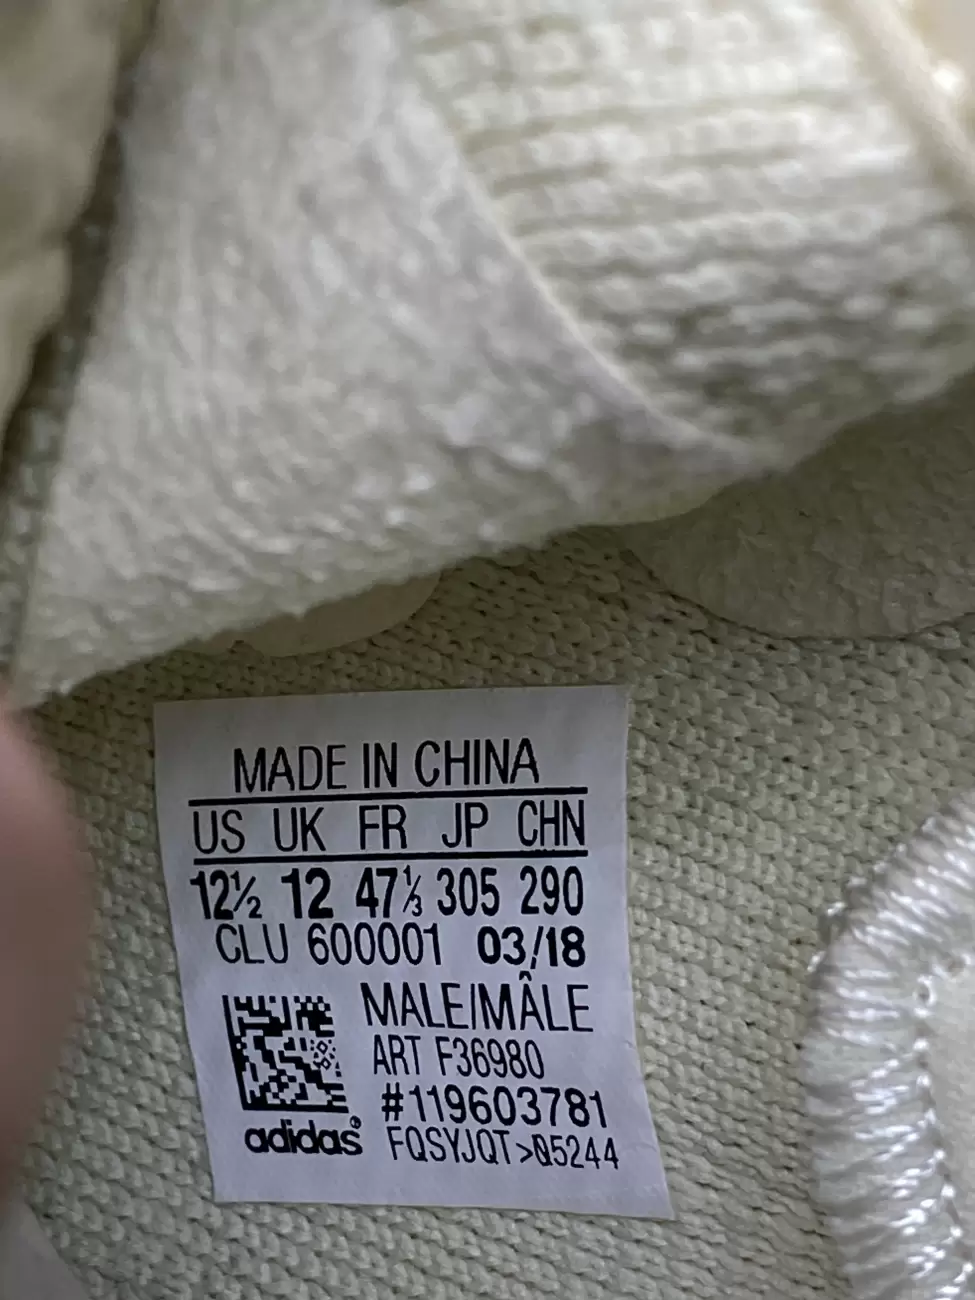 MADE IN CHINA
US UK FR JP CHN
12½ 12 47⅓ 305 290
CLU 600001 03/18
MALE/MÂLE
ART F36980
#119603781
adidas® FQSYJQT>Q5244